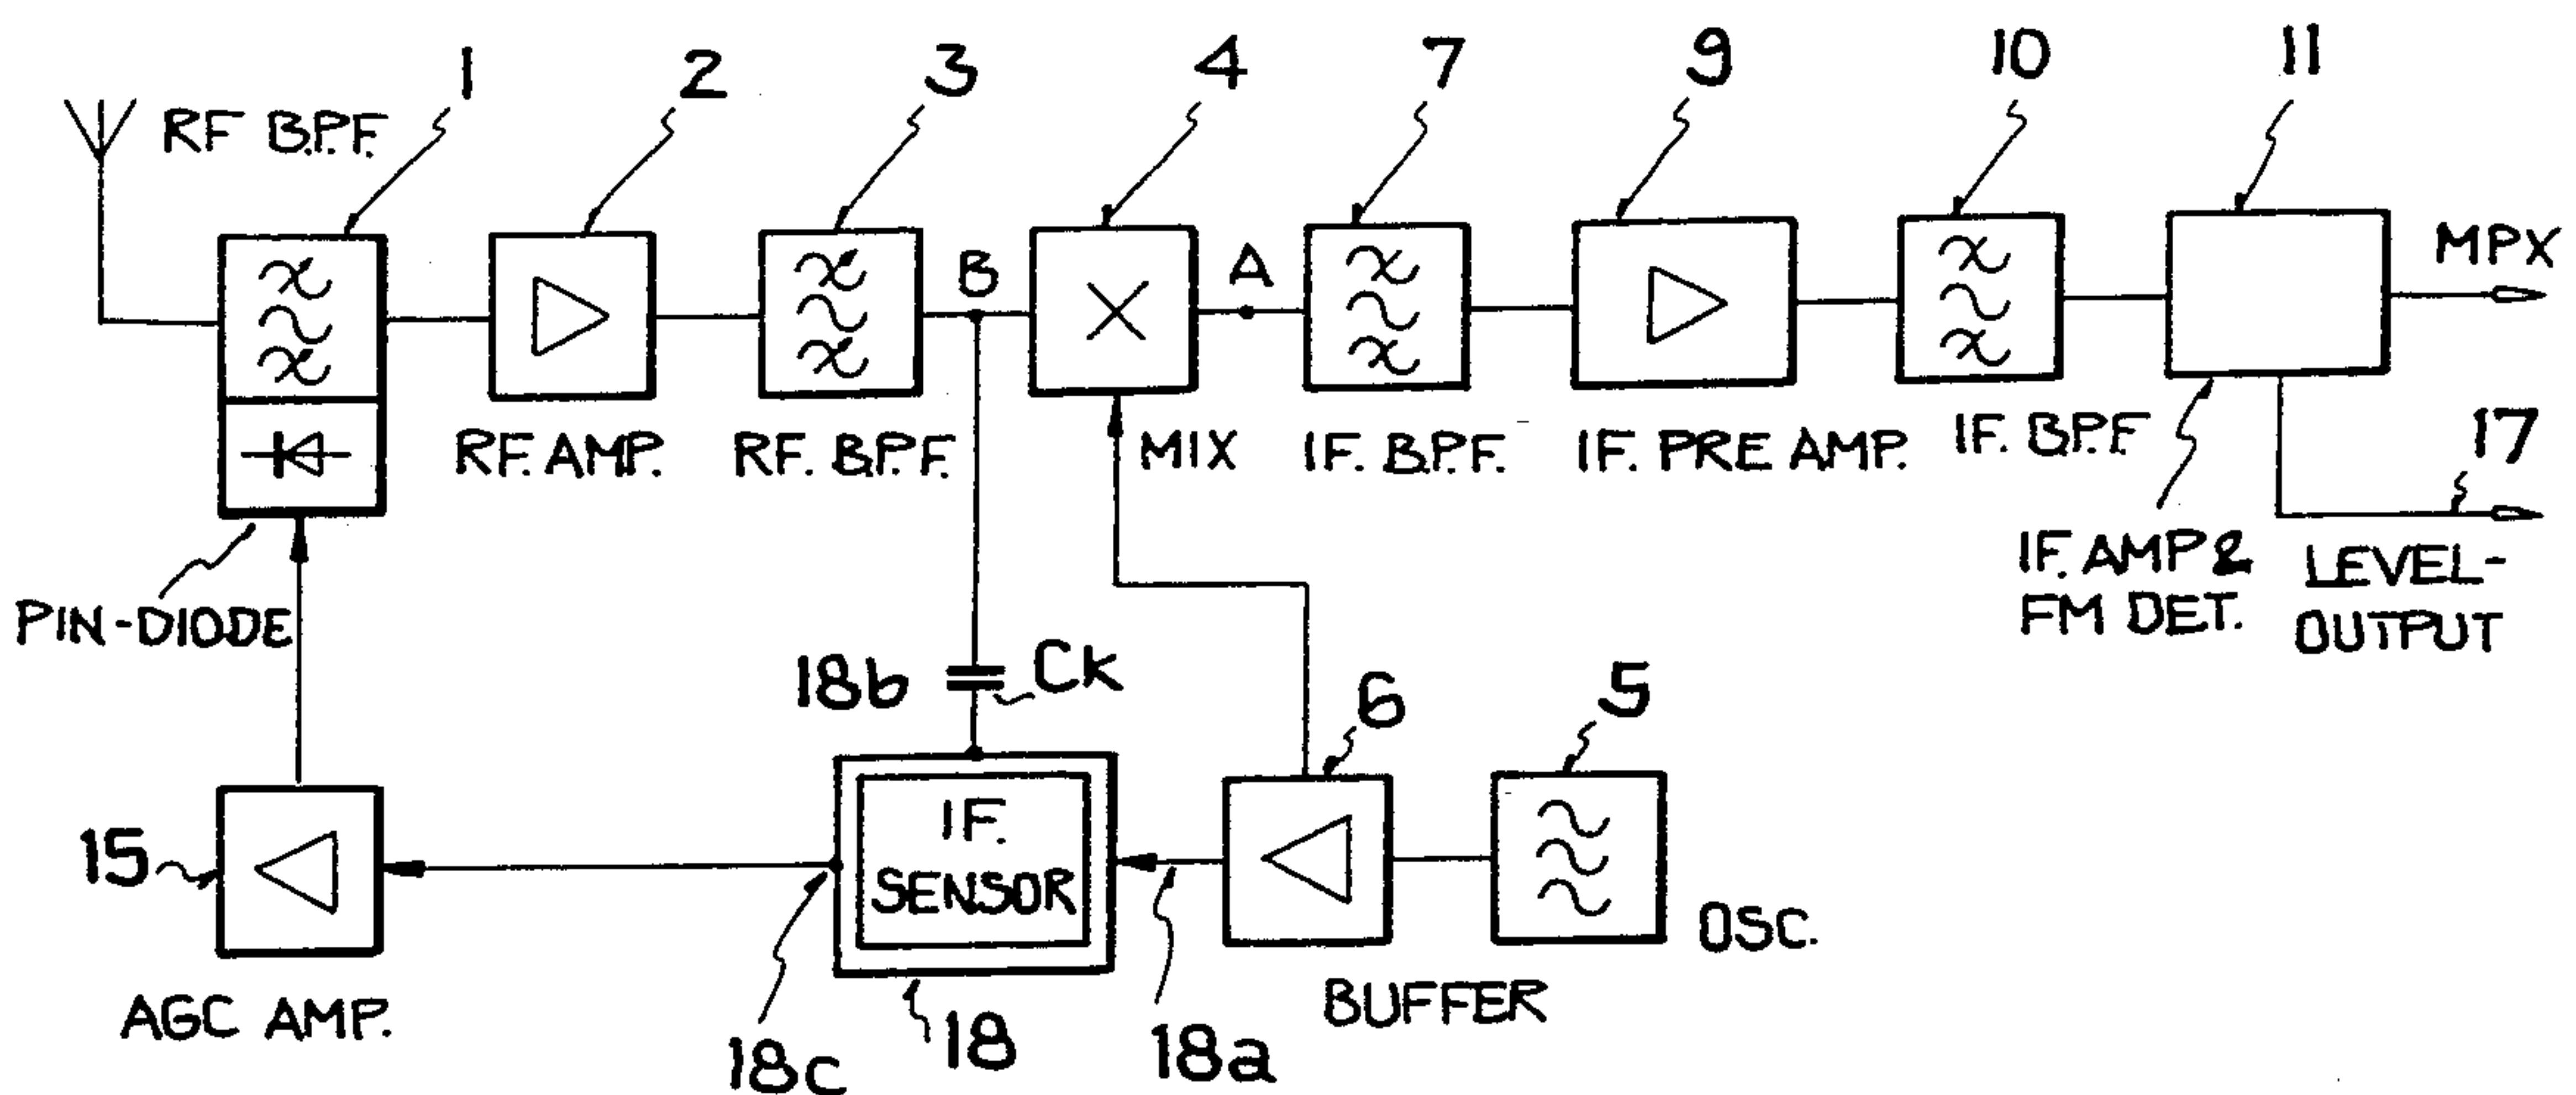 1
2
3
4
7
9
10
11
RF B.P.F.
B
A
MPX
RF. AMP.
RF. B.P.F.
MIX
IF. B.P.F.
IF. PRE AMP.
IF. B.P.F
17
PIN-DIODE
IF. AMP &
FM DET.
LEVEL-
OUTPUT
18b
Ck
6
5
15
IF.
SENSOR
OSC.
AGC AMP.
BUFFER
18c
18
18a